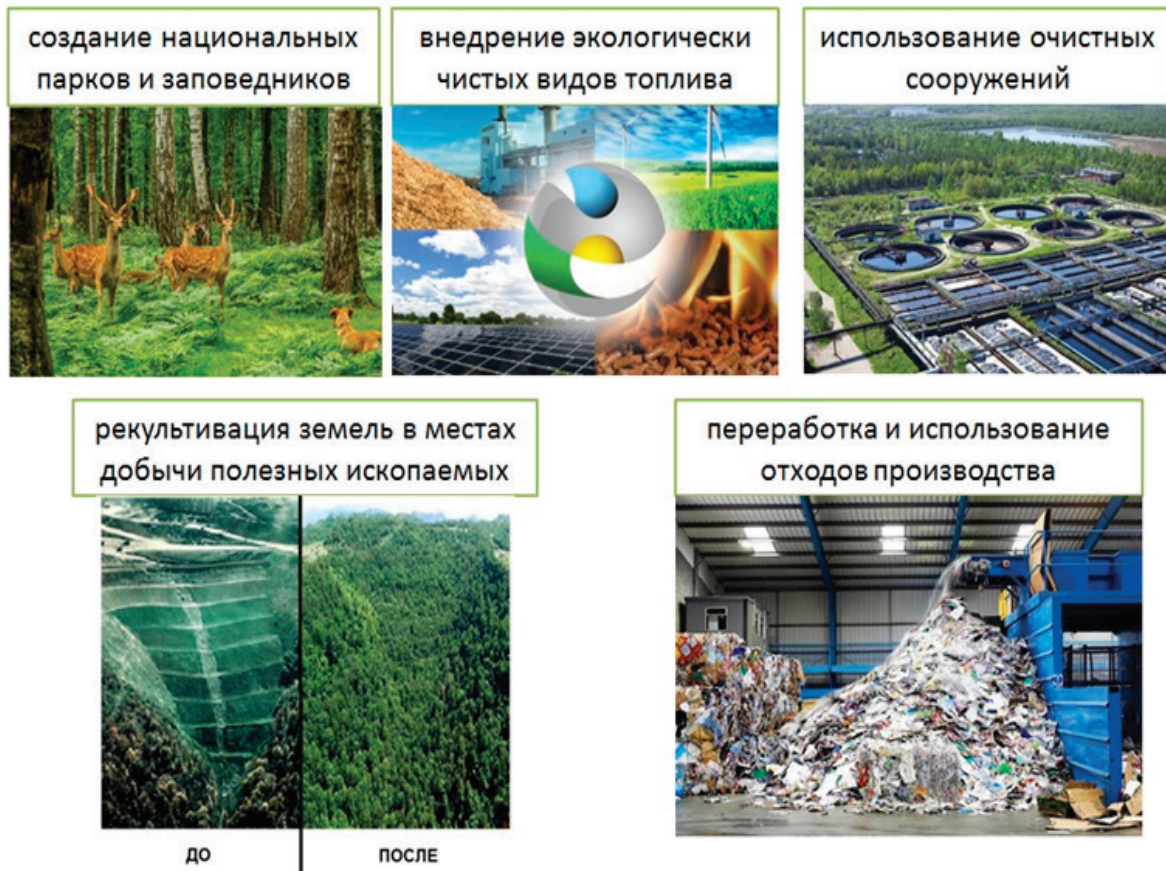 создание национальных
парков и заповедников
внедрение экологически
чистых видов топлива
использование очистных
сооружений
рекультивация земель в местах
добычи полезных ископаемых
переработка и использование
отходов производства
ДО
ПОСЛЕ